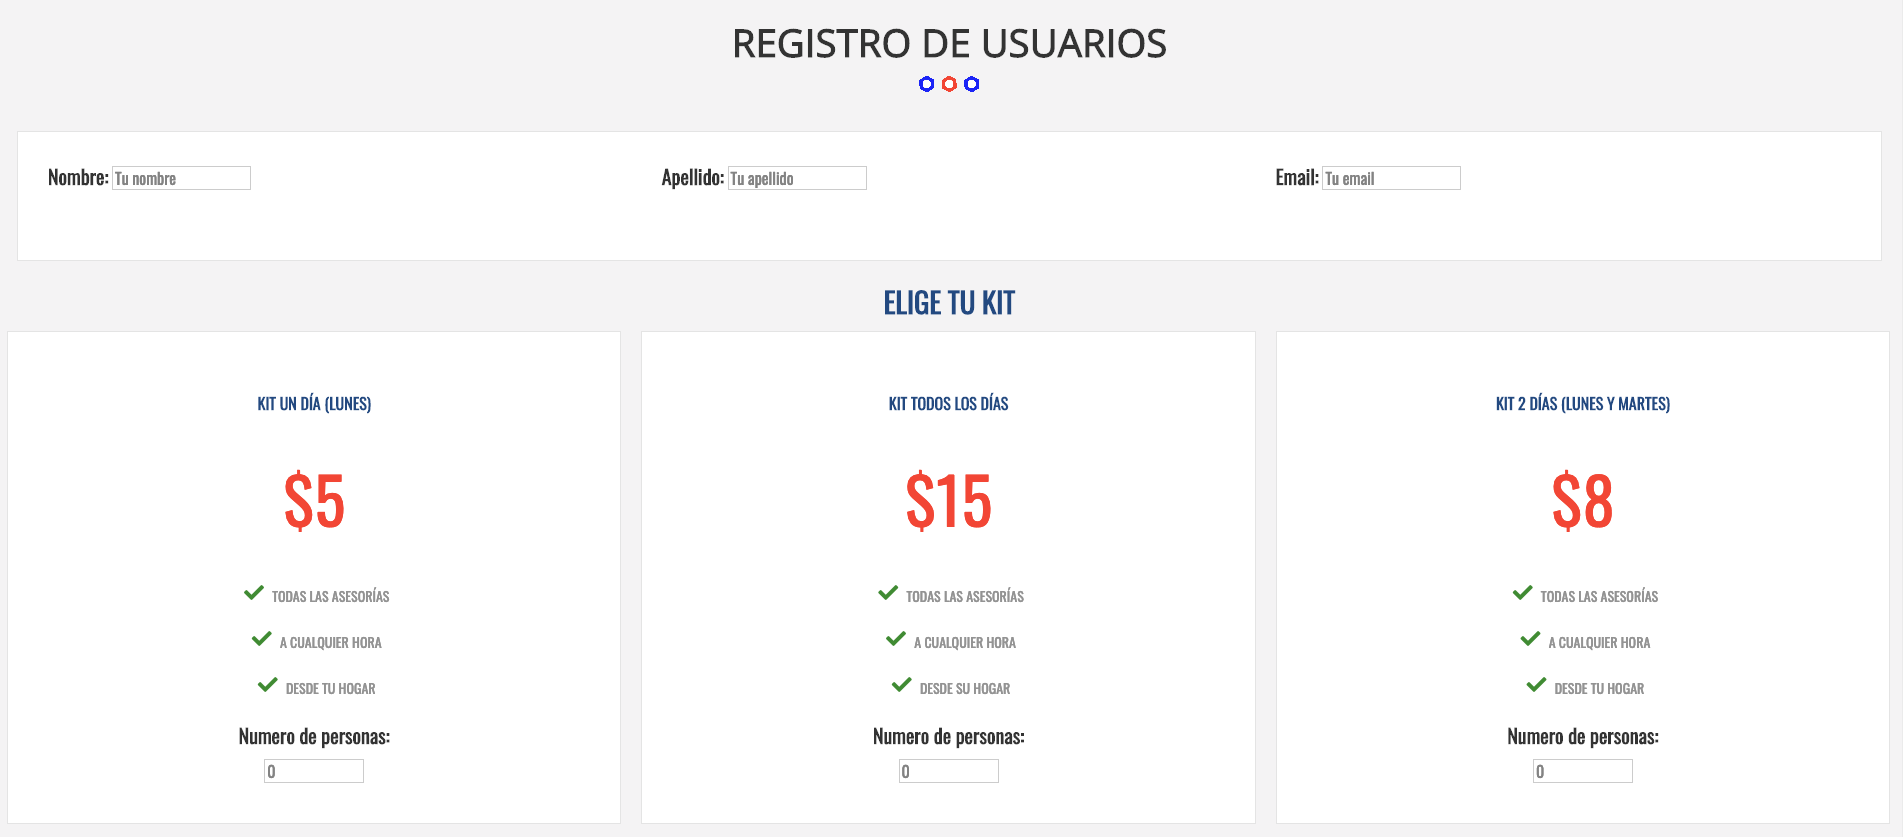 REGISTRO DE USUARIOS
Nombre: Tu nombre
Apellido: Tu apellido
Email: Tu email
ELIGE TU KIT
KIT UN DÍA (LUNES)
$5
TODAS LAS ASESORÍAS
A CUALQUIER HORA
DESDE TU HOGAR
Numero de personas:
0
KIT TODOS LOS DÍAS
$15
TODAS LAS ASESORÍAS
A CUALQUIER HORA
DESDE SU HOGAR
Numero de personas:
0
KIT 2 DÍAS (LUNES Y MARTES)
$8
TODAS LAS ASESORÍAS
A CUALQUIER HORA
DESDE TU HOGAR
Numero de personas:
0